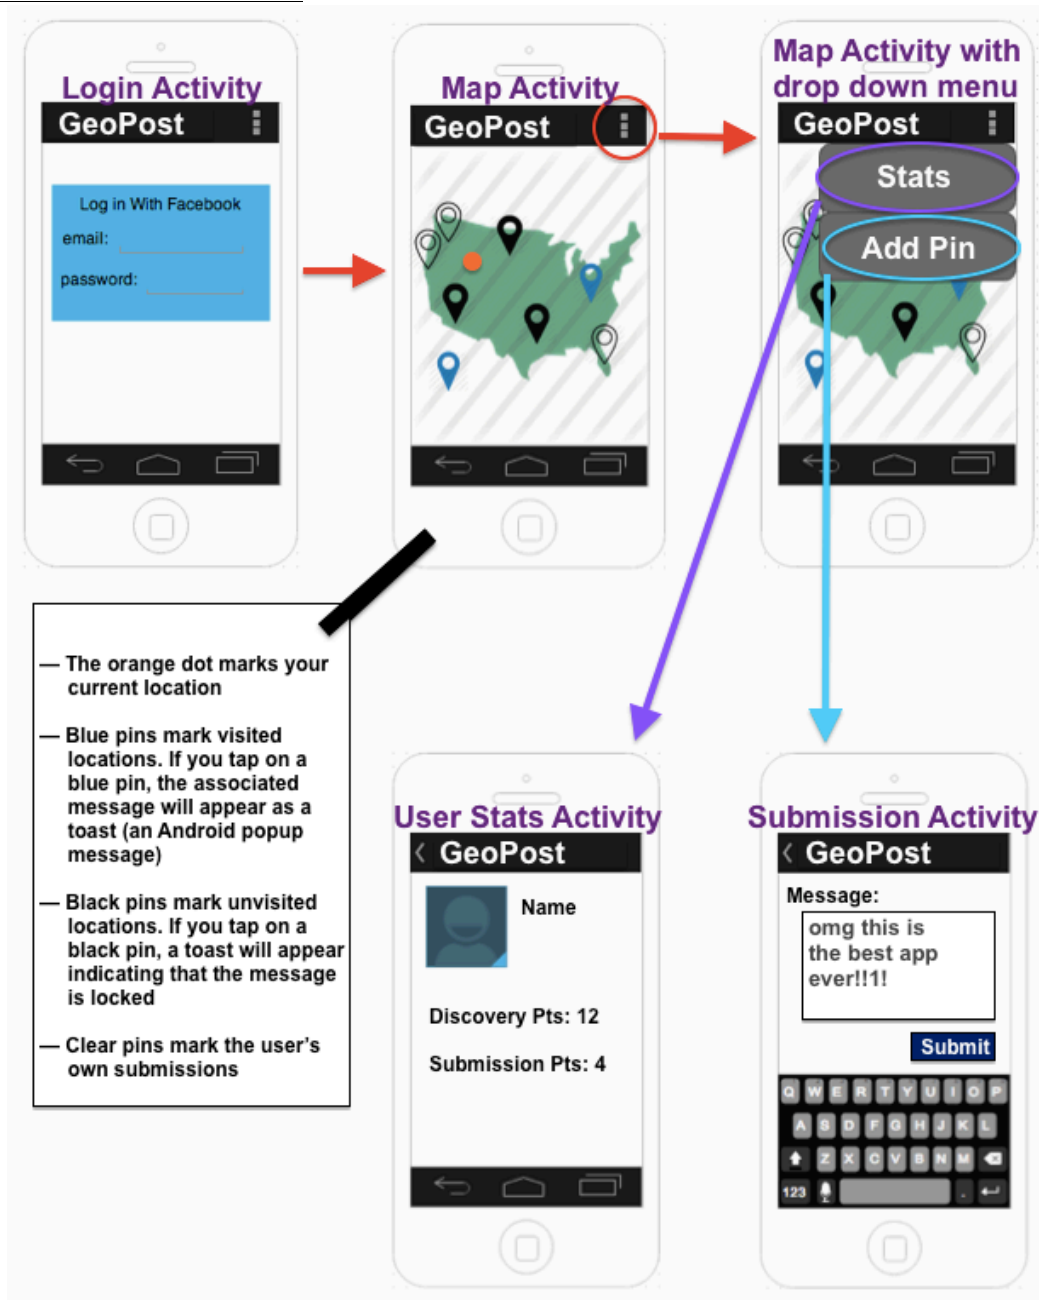 Login Activity
GeoPost
Log in With Facebook
email:
password:
Map Activity
GeoPost
Map Activity with
drop down menu
GeoPost
Stats
Add Pin
— The orange dot marks your
current location
— Blue pins mark visited
locations. If you tap on a
blue pin, the associated
message will appear as a
toast (an Android popup
message)
— Black pins mark unvisited
locations. If you tap on a
black pin, a toast will appear
indicating that the message
is locked
— Clear pins mark the user's
own submissions
User Stats Activity
GeoPost
Name
Discovery Pts: 12
Submission Pts: 4
Submission Activity
GeoPost
Message:
omg this is
the best app
ever!!1!
Submit
Q W E R T Y U I O P
A S D F G H J K L
Z X C V B N M
123 .